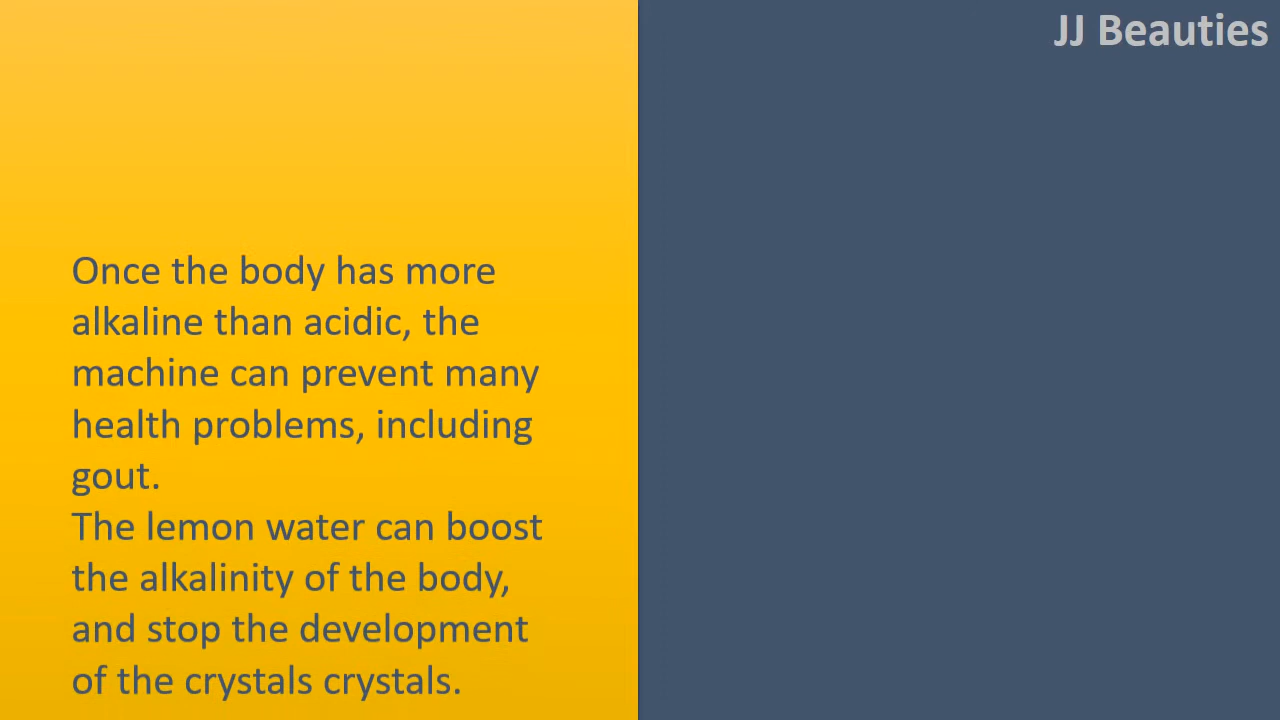 JJ Beauties
Once the body has more
alkaline than acidic, the
machine can prevent many
health problems, including
gout.
The lemon water can boost
the alkalinity of the body,
and stop the development
of the crystals crystals.